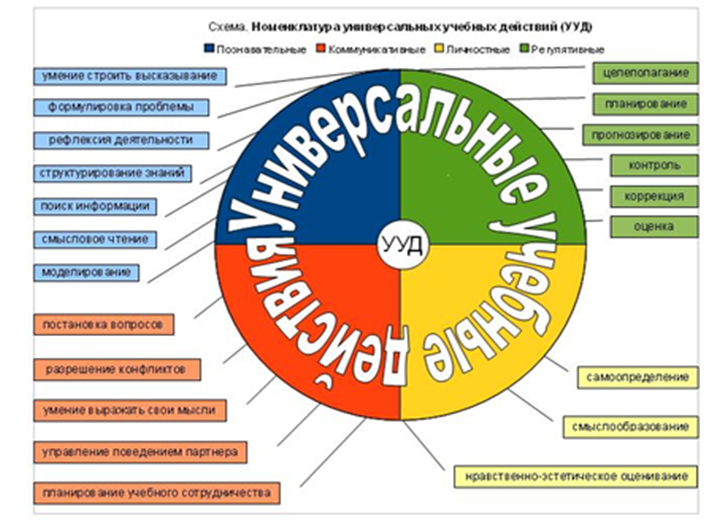 Схема. Номенклатура универсальных учебных действий (УУД)
Познавательные Коммуникативные Личностные Регулятивные
умение строить высказывание
формулировка проблемы
рефлексия деятельности
структурирование знаний
поиск информации
смысловое чтение
моделирование
постановка вопросов
разрешение конфликтов
умение выражать свои мысли
управление поведением партнера
планирование учебного сотрудничества
Универсальные учебные действия
УУД
целеполагание
планирование
прогнозирование
контроль
коррекция
оценка
самоопределение
смыслообразование
нравственно-эстетическое оценивание